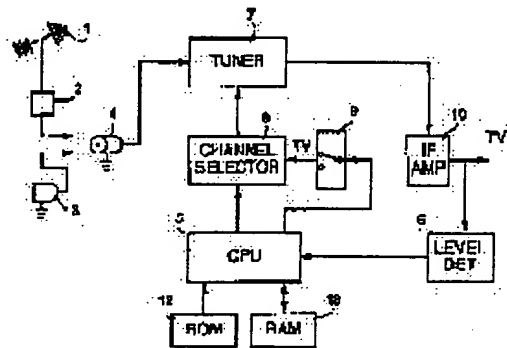 1
7
TUNER
2
4
8
9
10
TV
CHANNEL
SELECTOR
TV
IF
AMP
3
5
6
CPU
LEVEL
DET
12
ROM
RAM